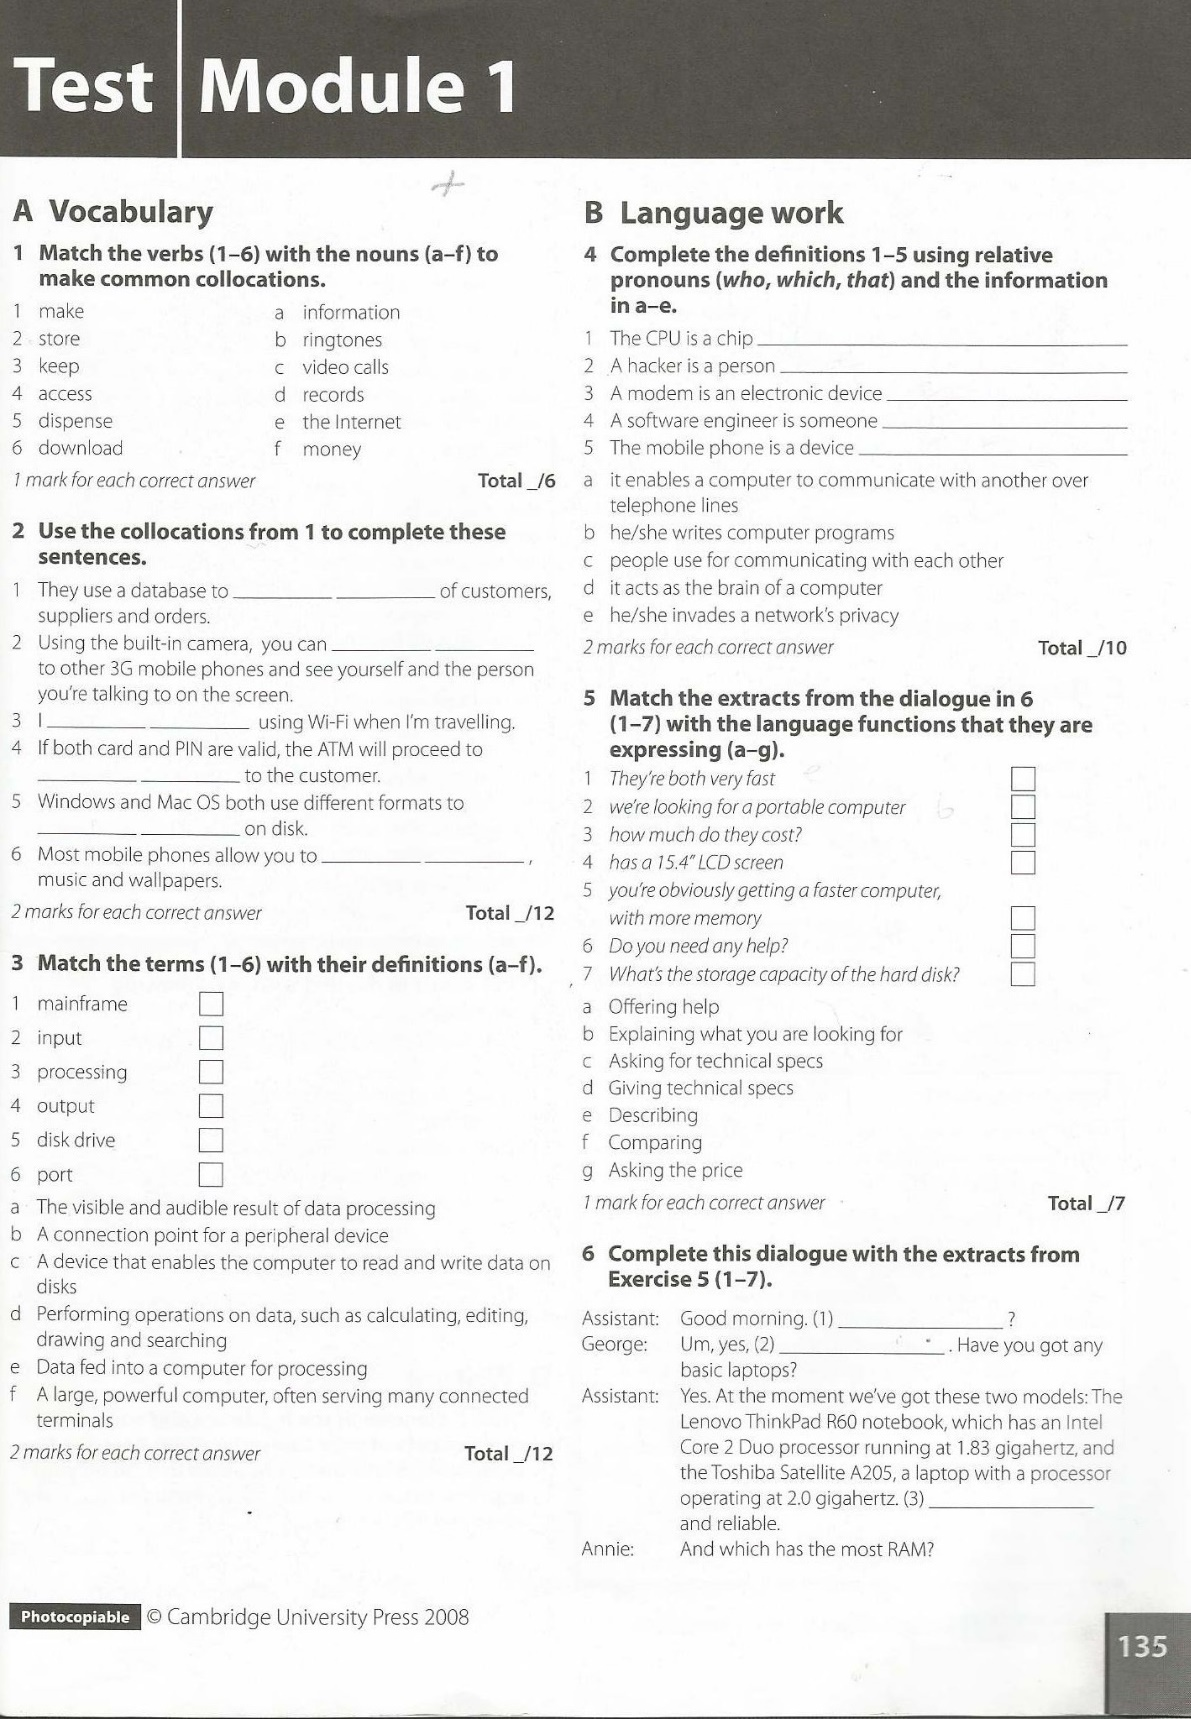 Test Module 1
A Vocabulary
1 Match the verbs (1–6) with the nouns (a–f) to
make common collocations.
1 make a information
2 store b ringtones
3 keep c video calls
4 access d records
5 dispense e the Internet
6 download f money
1 mark for each correct answer Total _/6
2 Use the collocations from 1 to complete these
sentences.
1 They use a database to __________ __________ of customers,
suppliers and orders.
2 Using the built-in camera, you can __________ __________
to other 3G mobile phones and see yourself and the person
you're talking to on the screen.
3 I __________ __________ using Wi-Fi when I'm travelling.
4 If both card and PIN are valid, the ATM will proceed to
__________ __________ to the customer.
5 Windows and Mac OS both use different formats to
__________ __________ on disk.
6 Most mobile phones allow you to __________ __________ ,
music and wallpapers.
2 marks for each correct answer Total _/12
3 Match the terms (1–6) with their definitions (a–f).
1 mainframe
2 input
3 processing
4 output
5 disk drive
6 port
a The visible and audible result of data processing
b A connection point for a peripheral device
c A device that enables the computer to read and write data on
disks
d Performing operations on data, such as calculating, editing,
drawing and searching
e Data fed into a computer for processing
f A large, powerful computer, often serving many connected
terminals
2 marks for each correct answer Total _/12
B Language work
4 Complete the definitions 1–5 using relative
pronouns (who, which, that) and the information
in a–e.
1 The CPU is a chip __________
2 A hacker is a person __________
3 A modem is an electronic device __________
4 A software engineer is someone __________
5 The mobile phone is a device __________
a it enables a computer to communicate with another over
telephone lines
b he/she writes computer programs
c people use for communicating with each other
d it acts as the brain of a computer
e he/she invades a network's privacy
2 marks for each correct answer Total _/10
5 Match the extracts from the dialogue in 6
(1–7) with the language functions that they are
expressing (a–g).
1 They're both very fast
2 we're looking for a portable computer
3 how much do they cost?
4 has a 15.4" LCD screen
5 you're obviously getting a faster computer,
with more memory
6 Do you need any help?
7 What's the storage capacity of the hard disk?
a Offering help
b Explaining what you are looking for
c Asking for technical specs
d Giving technical specs
e Describing
f Comparing
g Asking the price
1 mark for each correct answer Total _/7
6 Complete this dialogue with the extracts from
Exercise 5 (1–7).
Assistant: Good morning. (1) __________ ?
George: Um, yes, (2) __________ . Have you got any
basic laptops?
Assistant: Yes. At the moment we've got these two models: The
Lenovo ThinkPad R60 notebook, which has an Intel
Core 2 Duo processor running at 1.83 gigahertz, and
the Toshiba Satellite A205, a laptop with a processor
operating at 2.0 gigahertz. (3) __________
and reliable.
Annie: And which has the most RAM?
Photocopiable © Cambridge University Press 2008
135